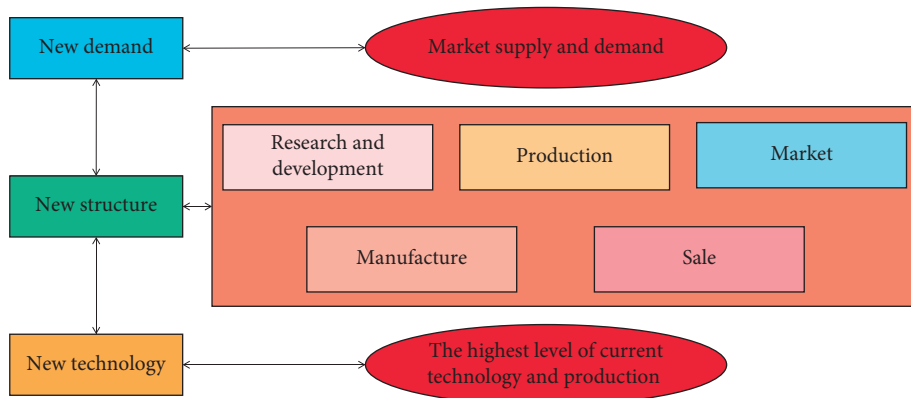 New demand
Market supply and demand
Research and
development
Production
Market
New structure
Manufacture
Sale
New technology
The highest level of current
technology and production